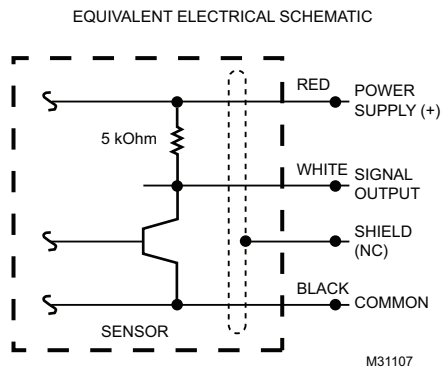 EQUIVALENT ELECTRICAL SCHEMATIC
RED
POWER
SUPPLY (+)
5 kOhm
WHITE
SIGNAL
OUTPUT
SHIELD
(NC)
BLACK
COMMON
SENSOR
M31107